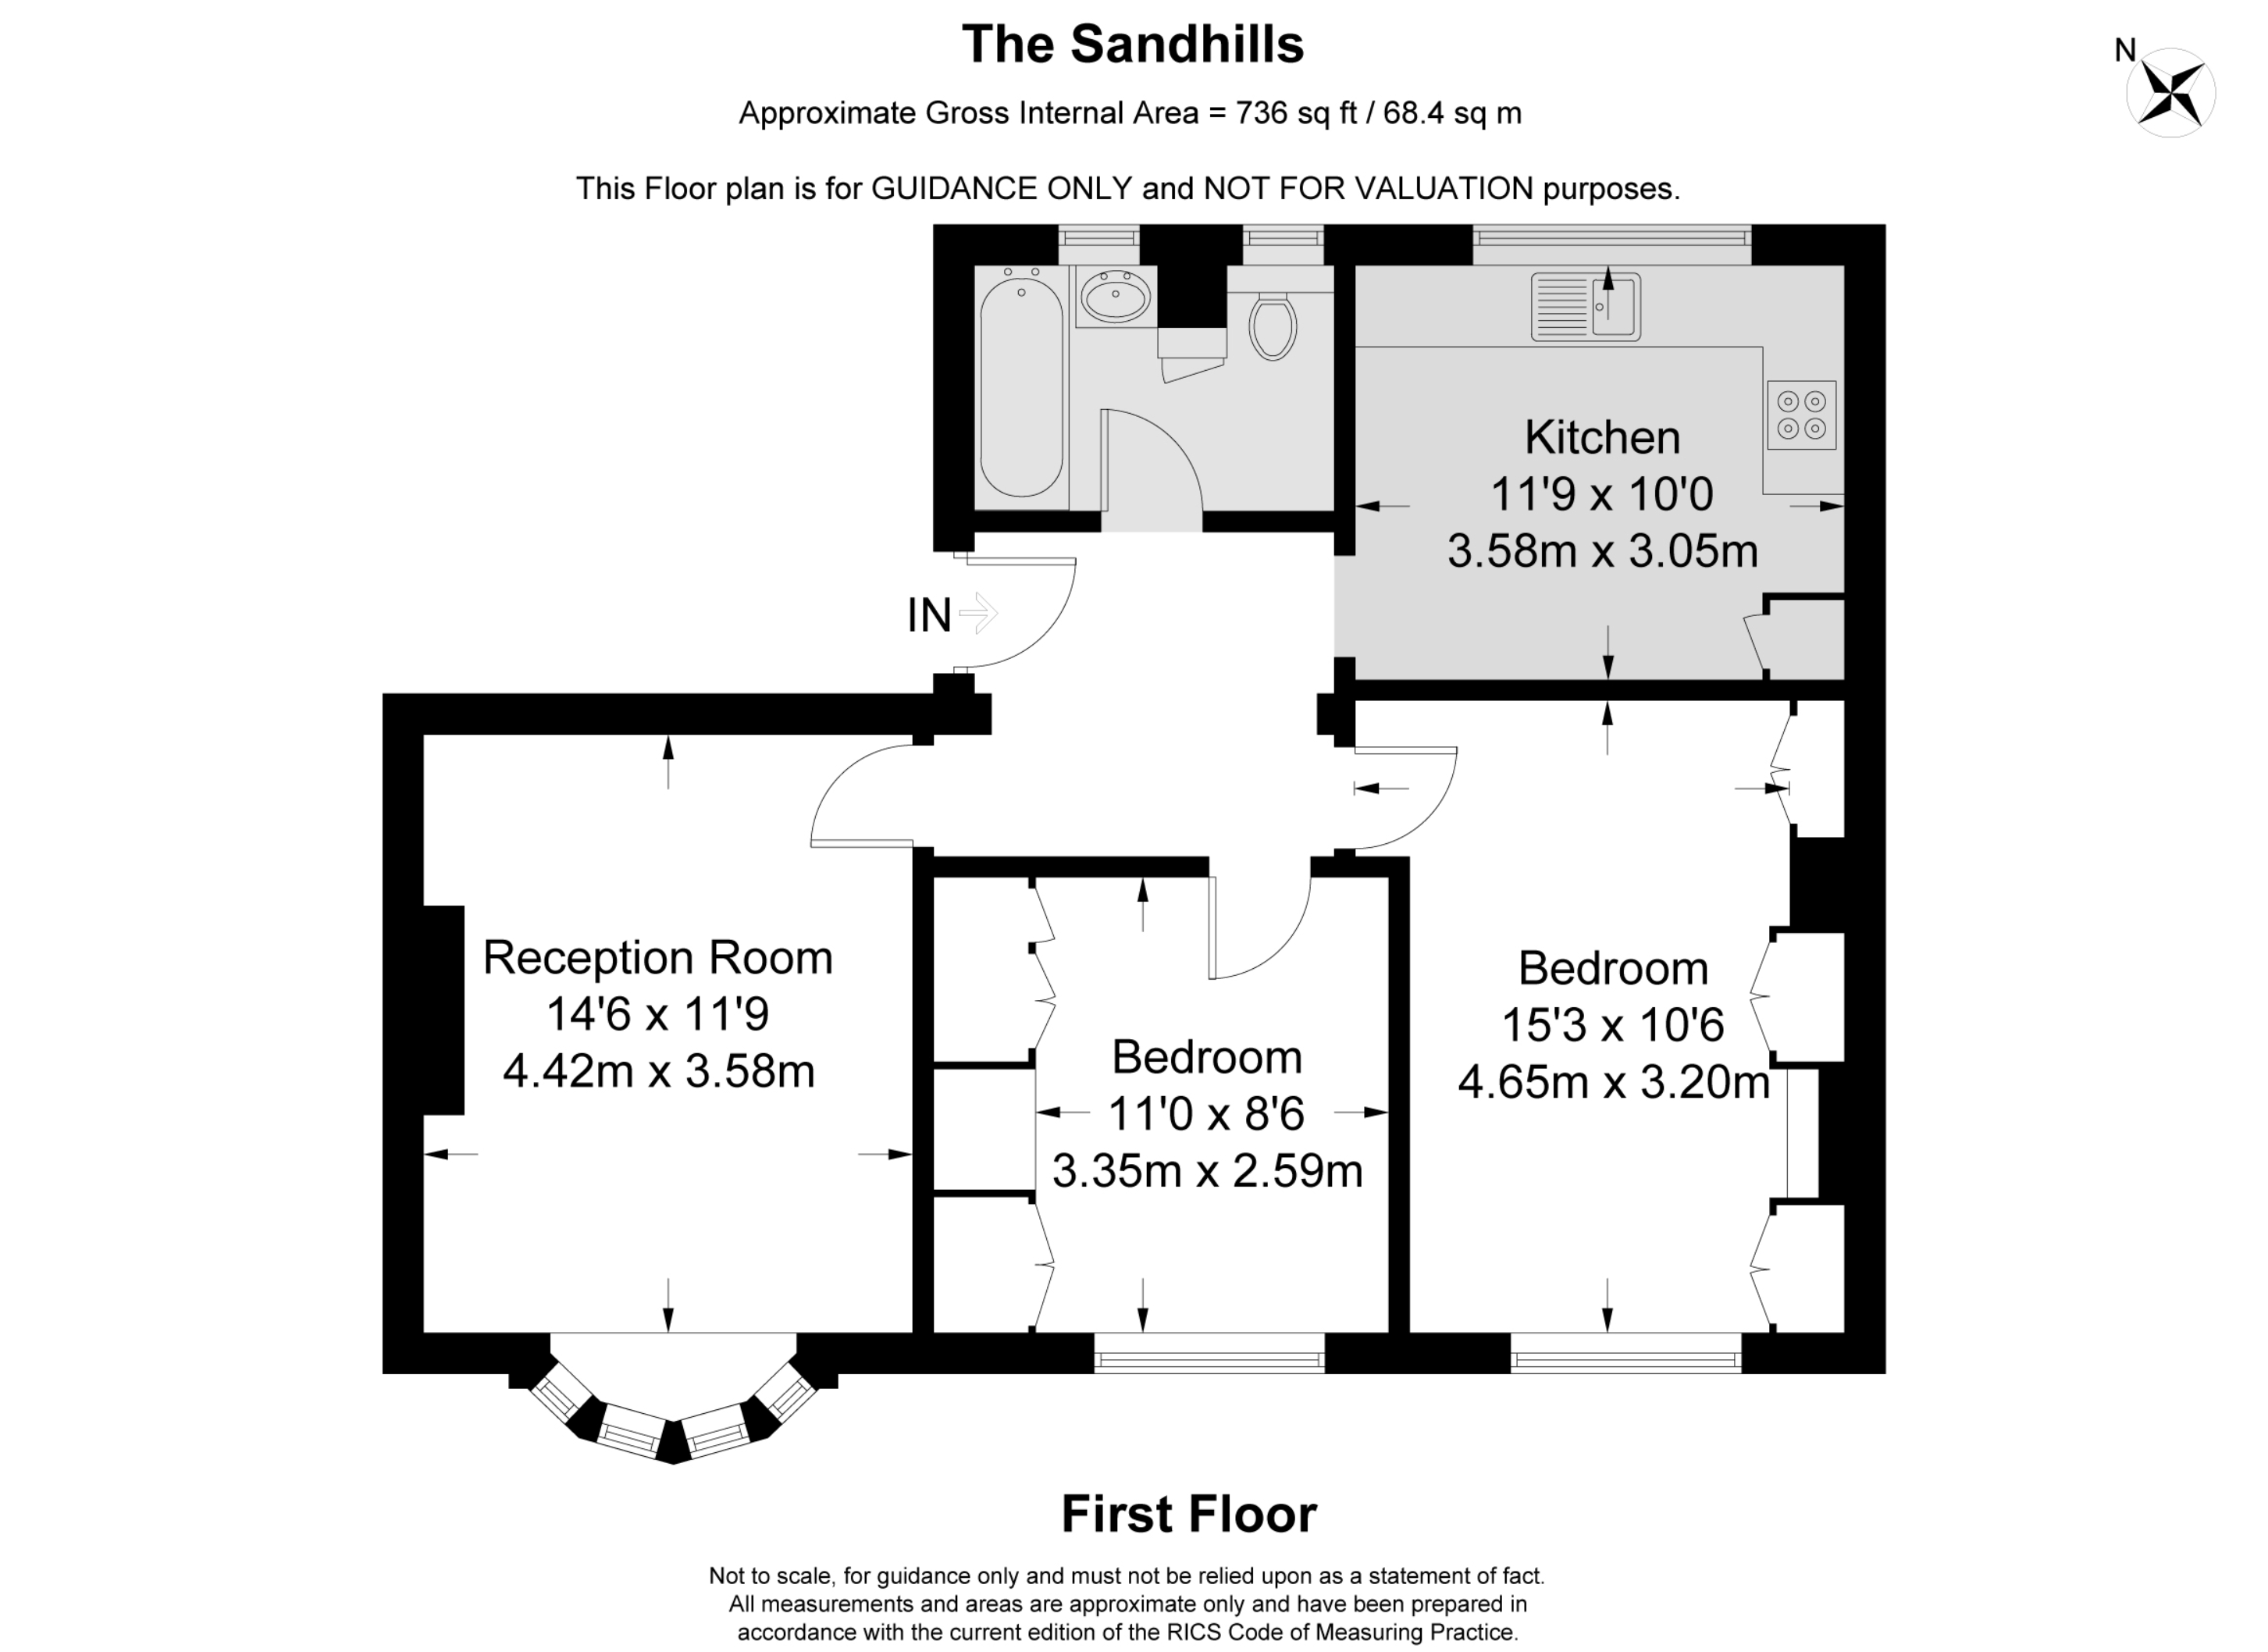 The Sandhills
N
Approximate Gross Internal Area = 736 sq ft / 68.4 sq m
This Floor plan is for GUIDANCE ONLY and NOT FOR VALUATION purposes.
Kitchen
11'9 x 10'0
3.58m x 3.05m
IN
Reception Room
14'6 x 11'9
4.42m x 3.58m
Bedroom
11'0 x 8'6
3.35m x 2.59m
Bedroom
15'3 x 10'6
4.65m x 3.20m
First Floor
Not to scale, for guidance only and must not be relied upon as a statement of fact.
All measurements and areas are approximate only and have been prepared in
accordance with the current edition of the RICS Code of Measuring Practice.